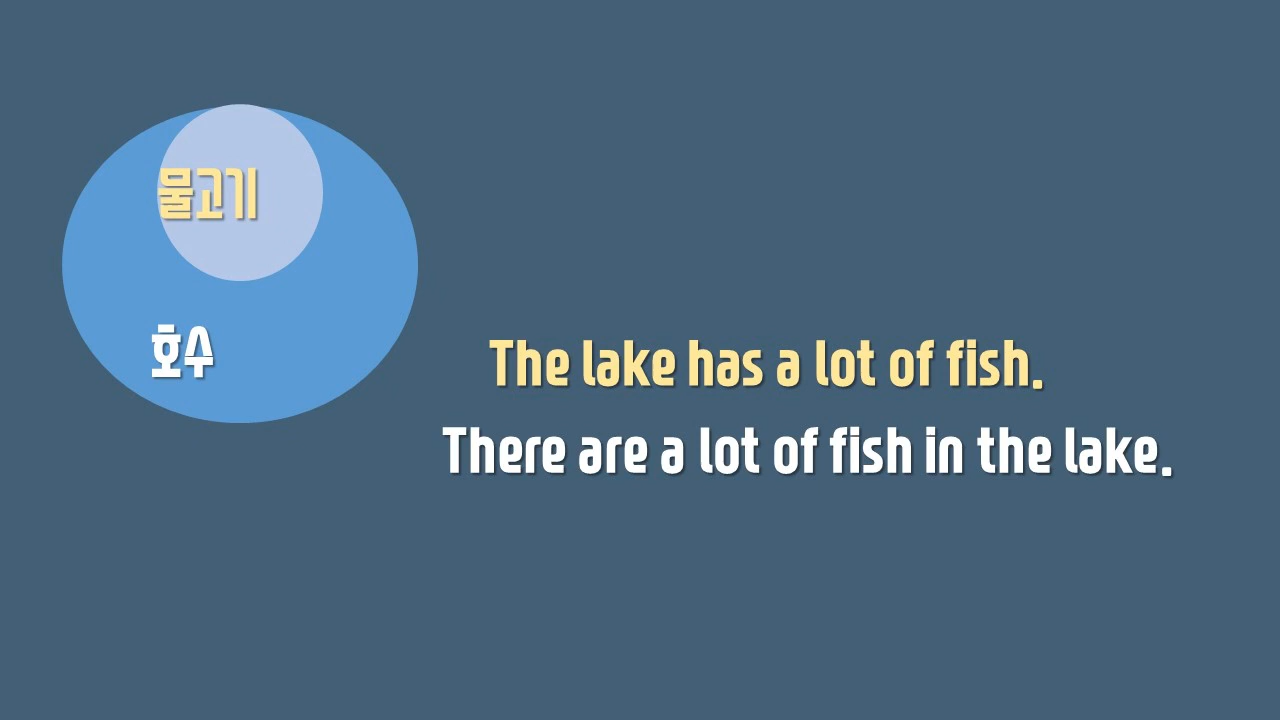 물고기
호수
The lake has a lot of fish.
There are a lot of fish in the lake.